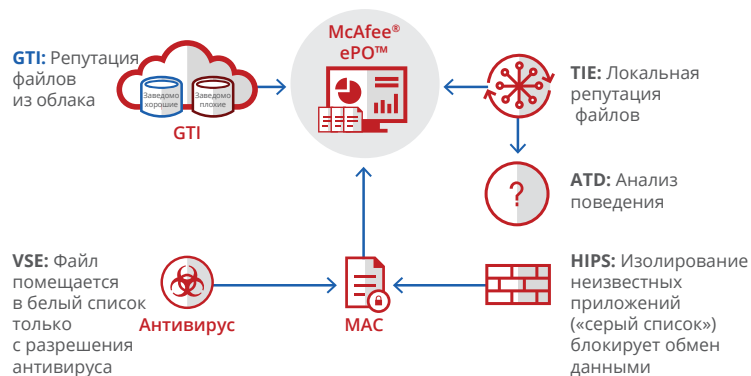 McAfee®
ePO™
GTI: Репутация
файлов
из облака
Заведомо
хорошие
Заведомо
плохие
GTI
TIE: Локальная
репутация
файлов
ATD: Анализ
поведения
?
VSE: Файл
помещается
в белый список
только
с разрешения
антивируса
Антивирус
MAC
HIPS: Изолирование
неизвестных
приложений
(«серый список»)
блокирует обмен
данными